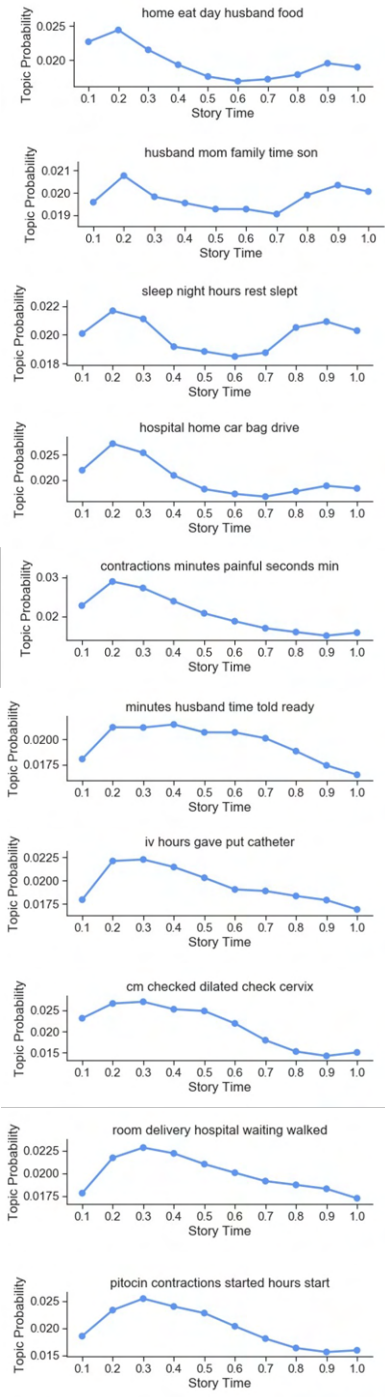 home eat day husband food
Topic Probability
0.025
0.020
0.1 0.2 0.3 0.4 0.5 0.6 0.7 0.8 0.9 1.0
Story Time
husband mom family time son
Topic Probability
0.021
0.020
0.019
0.1 0.2 0.3 0.4 0.5 0.6 0.7 0.8 0.9 1.0
Story Time
sleep night hours rest slept
Topic Probability
0.022
0.020
0.018
0.1 0.2 0.3 0.4 0.5 0.6 0.7 0.8 0.9 1.0
Story Time
hospital home car bag drive
Topic Probability
0.025
0.020
0.1 0.2 0.3 0.4 0.5 0.6 0.7 0.8 0.9 1.0
Story Time
contractions minutes painful seconds min
Topic Probability
0.03
0.02
0.1 0.2 0.3 0.4 0.5 0.6 0.7 0.8 0.9 1.0
Story Time
minutes husband time told ready
Topic Probability
0.0200
0.0175
0.1 0.2 0.3 0.4 0.5 0.6 0.7 0.8 0.9 1.0
Story Time
iv hours gave put catheter
Topic Probability
0.0225
0.0200
0.0175
0.1 0.2 0.3 0.4 0.5 0.6 0.7 0.8 0.9 1.0
Story Time
cm checked dilated check cervix
Topic Probability
0.025
0.020
0.015
0.1 0.2 0.3 0.4 0.5 0.6 0.7 0.8 0.9 1.0
Story Time
room delivery hospital waiting walked
Topic Probability
0.0225
0.0200
0.0175
0.1 0.2 0.3 0.4 0.5 0.6 0.7 0.8 0.9 1.0
Story Time
pitocin contractions started hours start
Topic Probability
0.025
0.020
0.015
0.1 0.2 0.3 0.4 0.5 0.6 0.7 0.8 0.9 1.0
Story Time